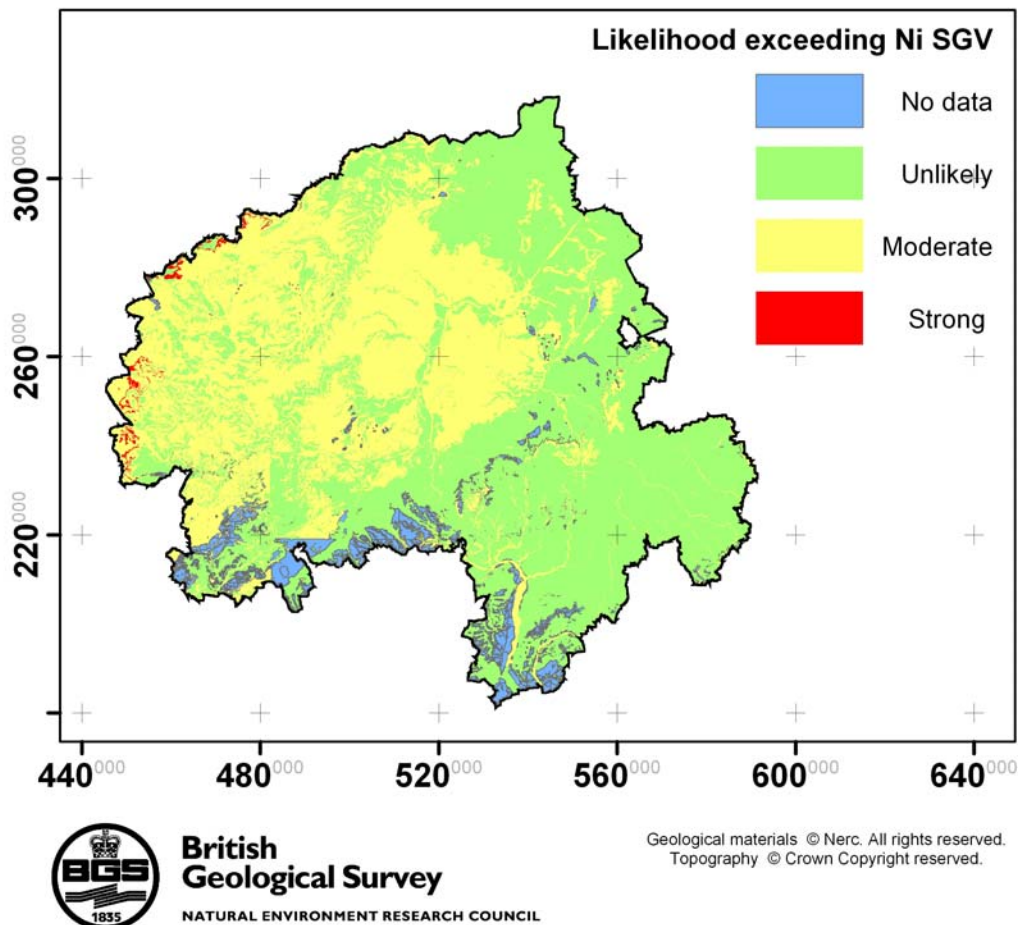 Likelihood exceeding Ni SGV
No data
Unlikely
Moderate
Strong
300000
260000
220000
440000 480000 520000 560000 600000 640000
BGS
1835
British
Geological Survey
NATURAL ENVIRONMENT RESEARCH COUNCIL
Geological materials © Nerc. All rights reserved.
Topography © Crown Copyright reserved.